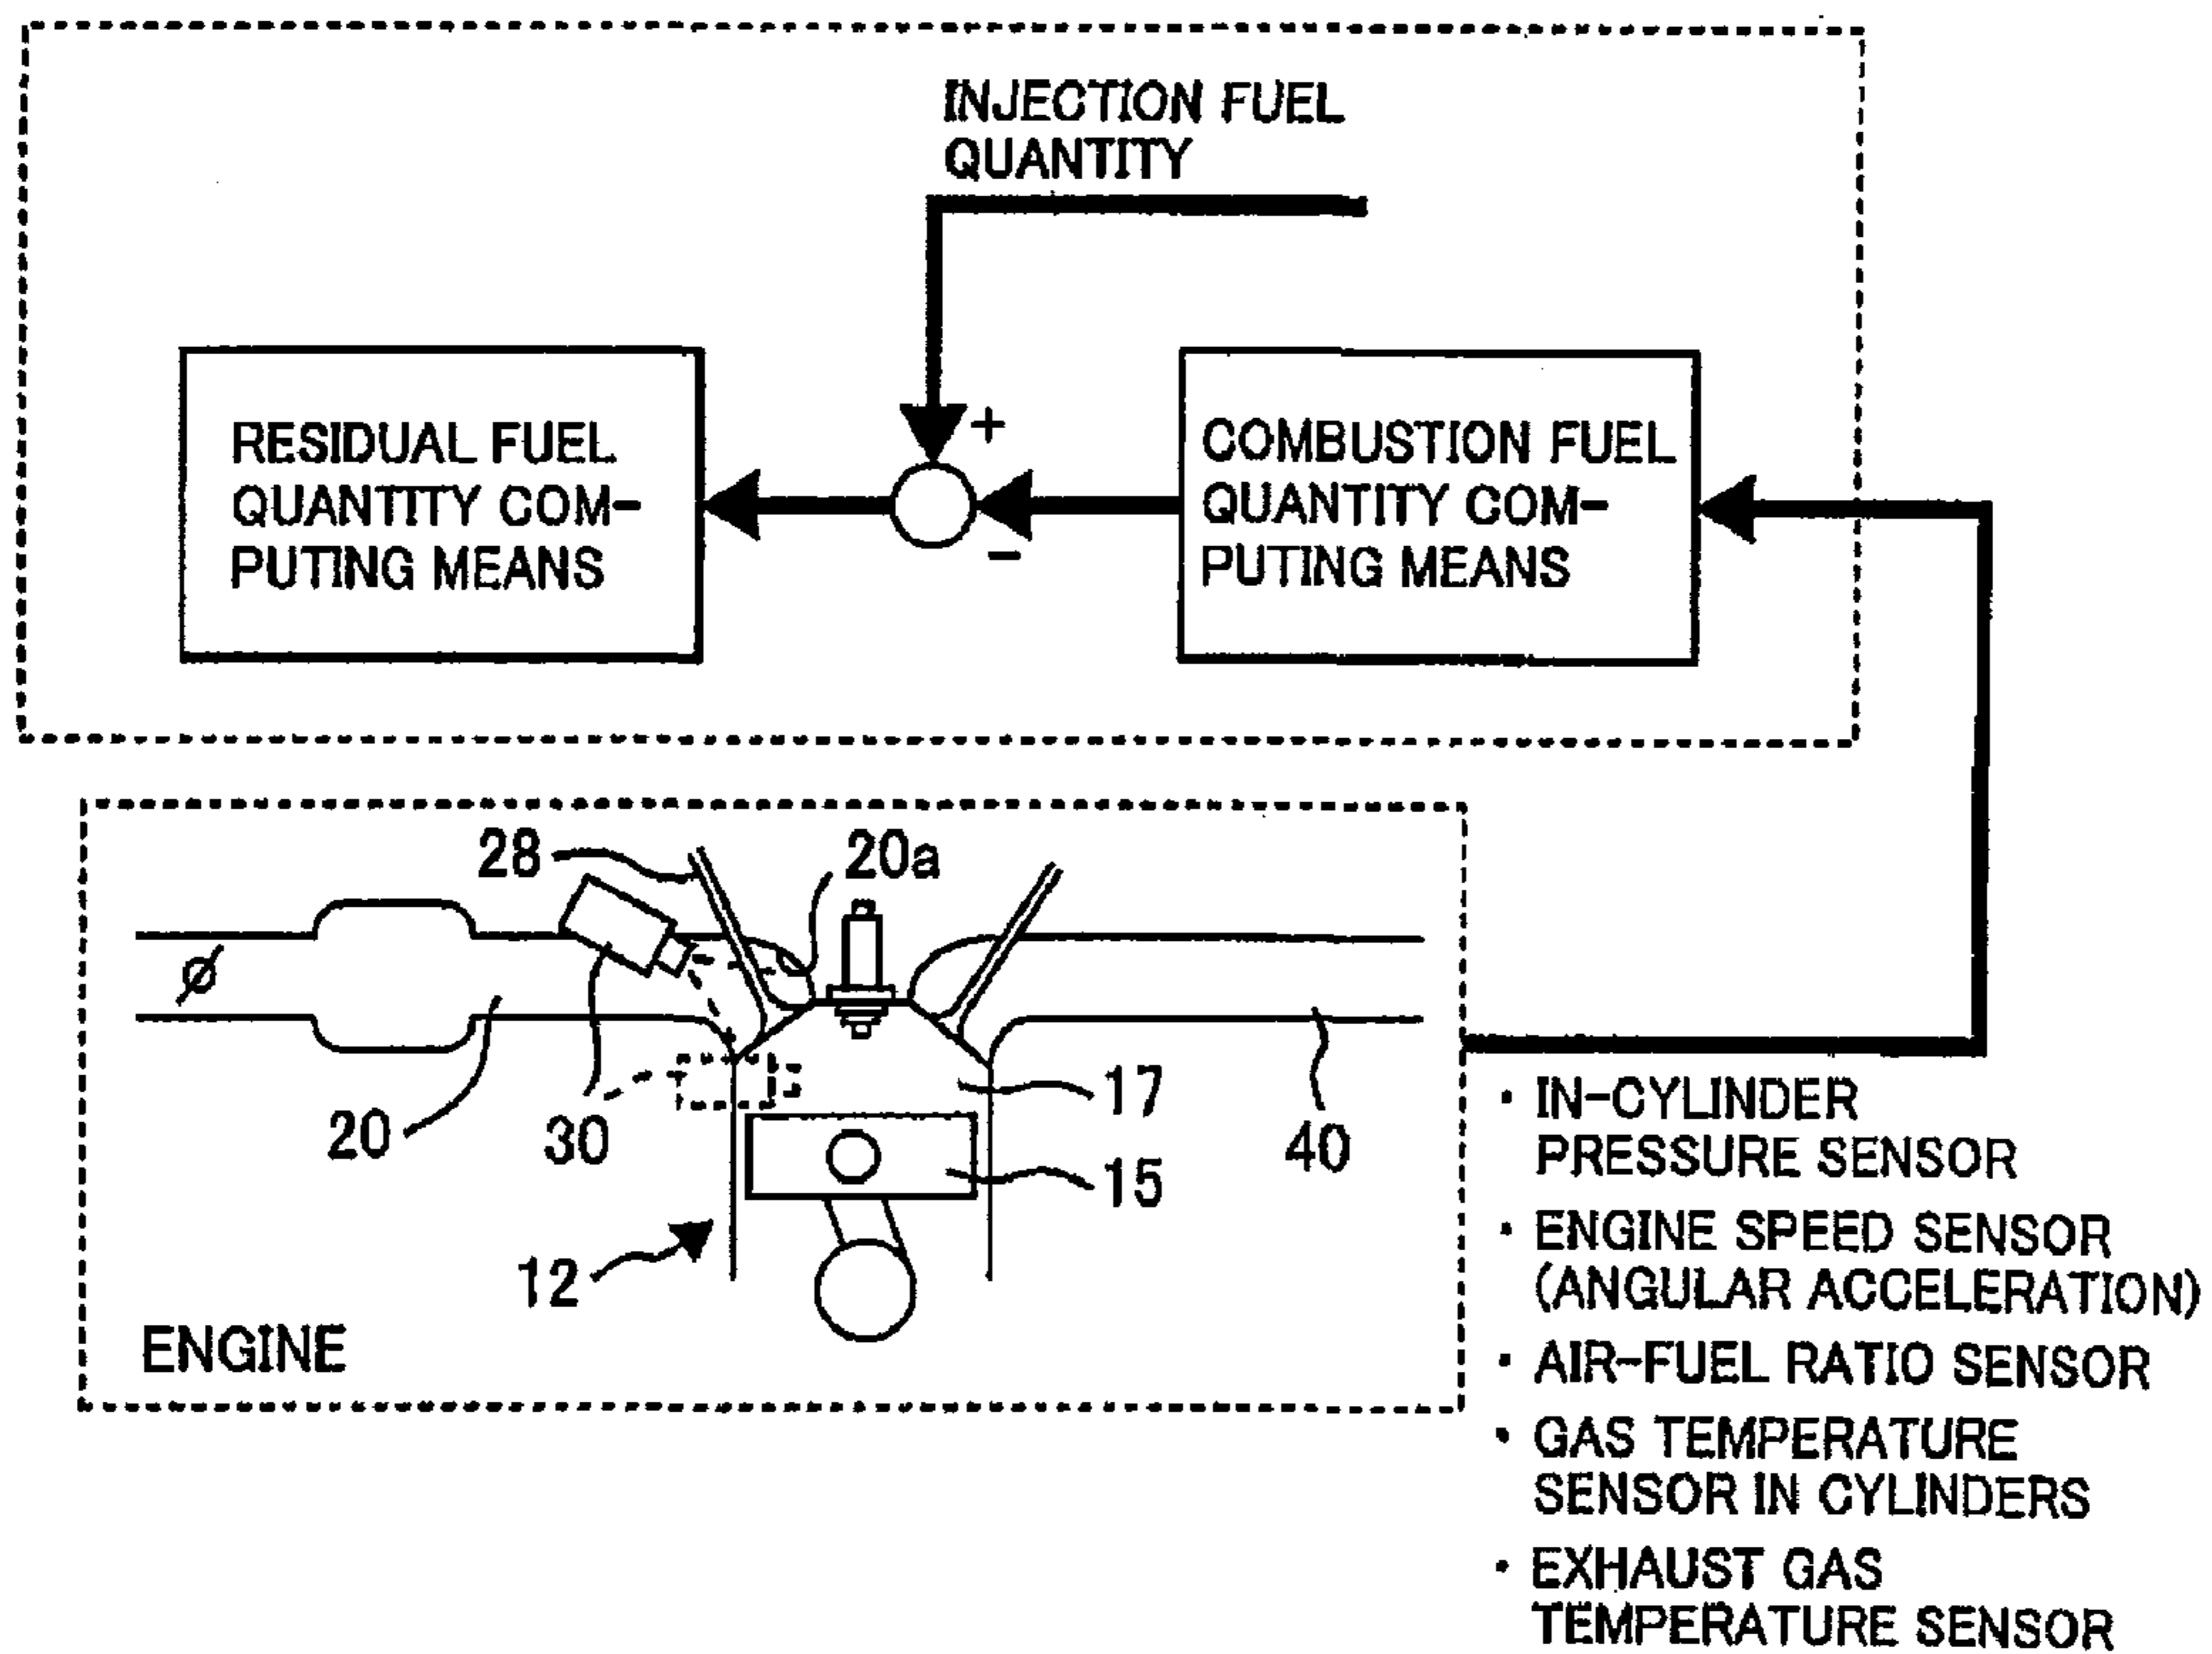 INJECTION FUEL
QUANTITY
+
RESIDUAL FUEL
QUANTITY COM-
PUTING MEANS
COMBUSTION FUEL
QUANTITY COM-
PUTING MEANS
-
28
20a
20
30
17
15
40
12
ENGINE
・IN-CYLINDER
PRESSURE SENSOR
・ENGINE SPEED SENSOR
(ANGULAR ACCELERATION)
・AIR-FUEL RATIO SENSOR
・GAS TEMPERATURE
SENSOR IN CYLINDERS
・EXHAUST GAS
TEMPERATURE SENSOR